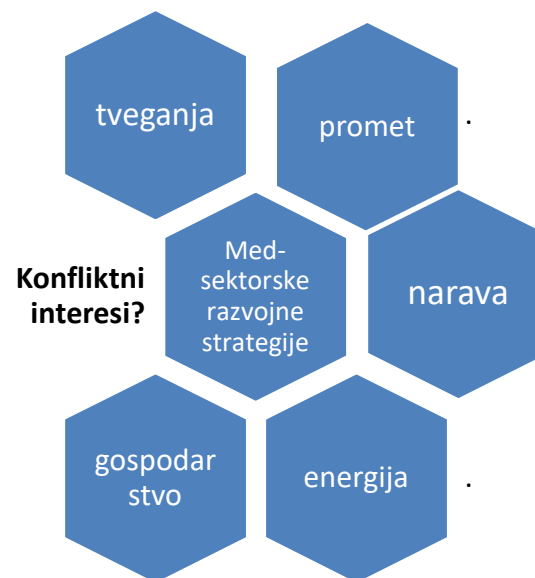 tveganja
promet
.
Konfliktni
interesi?
Med-
sektorske
razvojne
strategije
narava
gospodar
stvo
energija
.